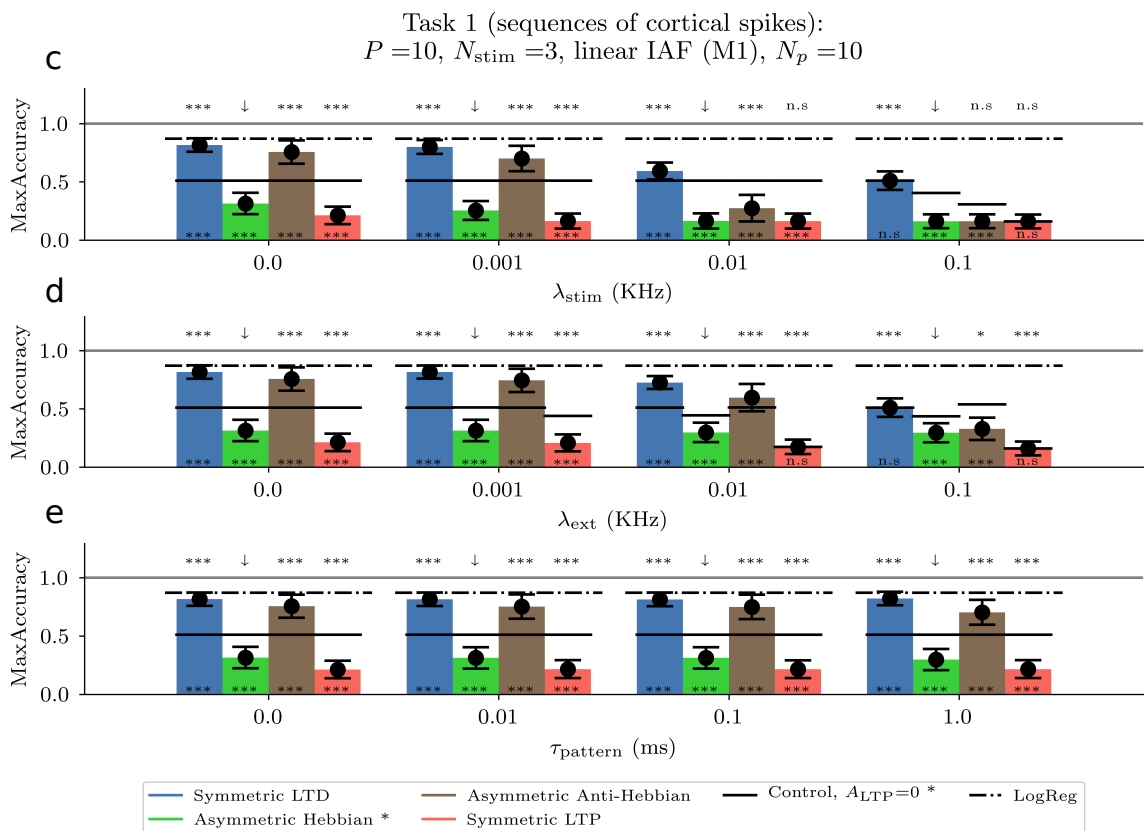 Task 1 (sequences of cortical spikes):
P =10, N_stim =3, linear IAF (M1), N_p =10
c
*** ↓ *** *** *** ↓ *** *** *** ↓ *** n.s *** ↓ n.s n.s
MaxAccuracy
1.0
0.5
0.0
*** *** *** *** *** *** *** *** *** *** *** *** n.s *** *** n.s
0.0 0.001 0.01 0.1
λ_stim (KHz)
d
*** ↓ *** *** *** ↓ *** *** *** ↓ *** *** *** ↓ * ***
MaxAccuracy
1.0
0.5
0.0
*** *** *** *** *** *** *** *** *** *** *** n.s n.s *** *** n.s
0.0 0.001 0.01 0.1
λ_ext (KHz)
e
*** ↓ *** *** *** ↓ *** *** *** ↓ *** *** *** ↓ *** ***
MaxAccuracy
1.0
0.5
0.0
*** *** *** *** *** *** *** *** *** *** *** *** *** *** *** ***
0.0 0.01 0.1 1.0
τ_pattern (ms)
Symmetric LTD Asymmetric Anti-Hebbian Control, A_LTP=0 * LogReg
Asymmetric Hebbian * Symmetric LTP